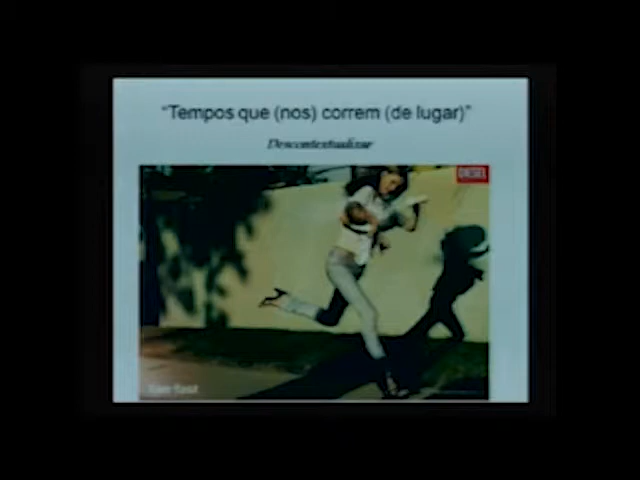 “Tempos que (nos) correm (de lugar)”
Descontextualizar
DIESEL